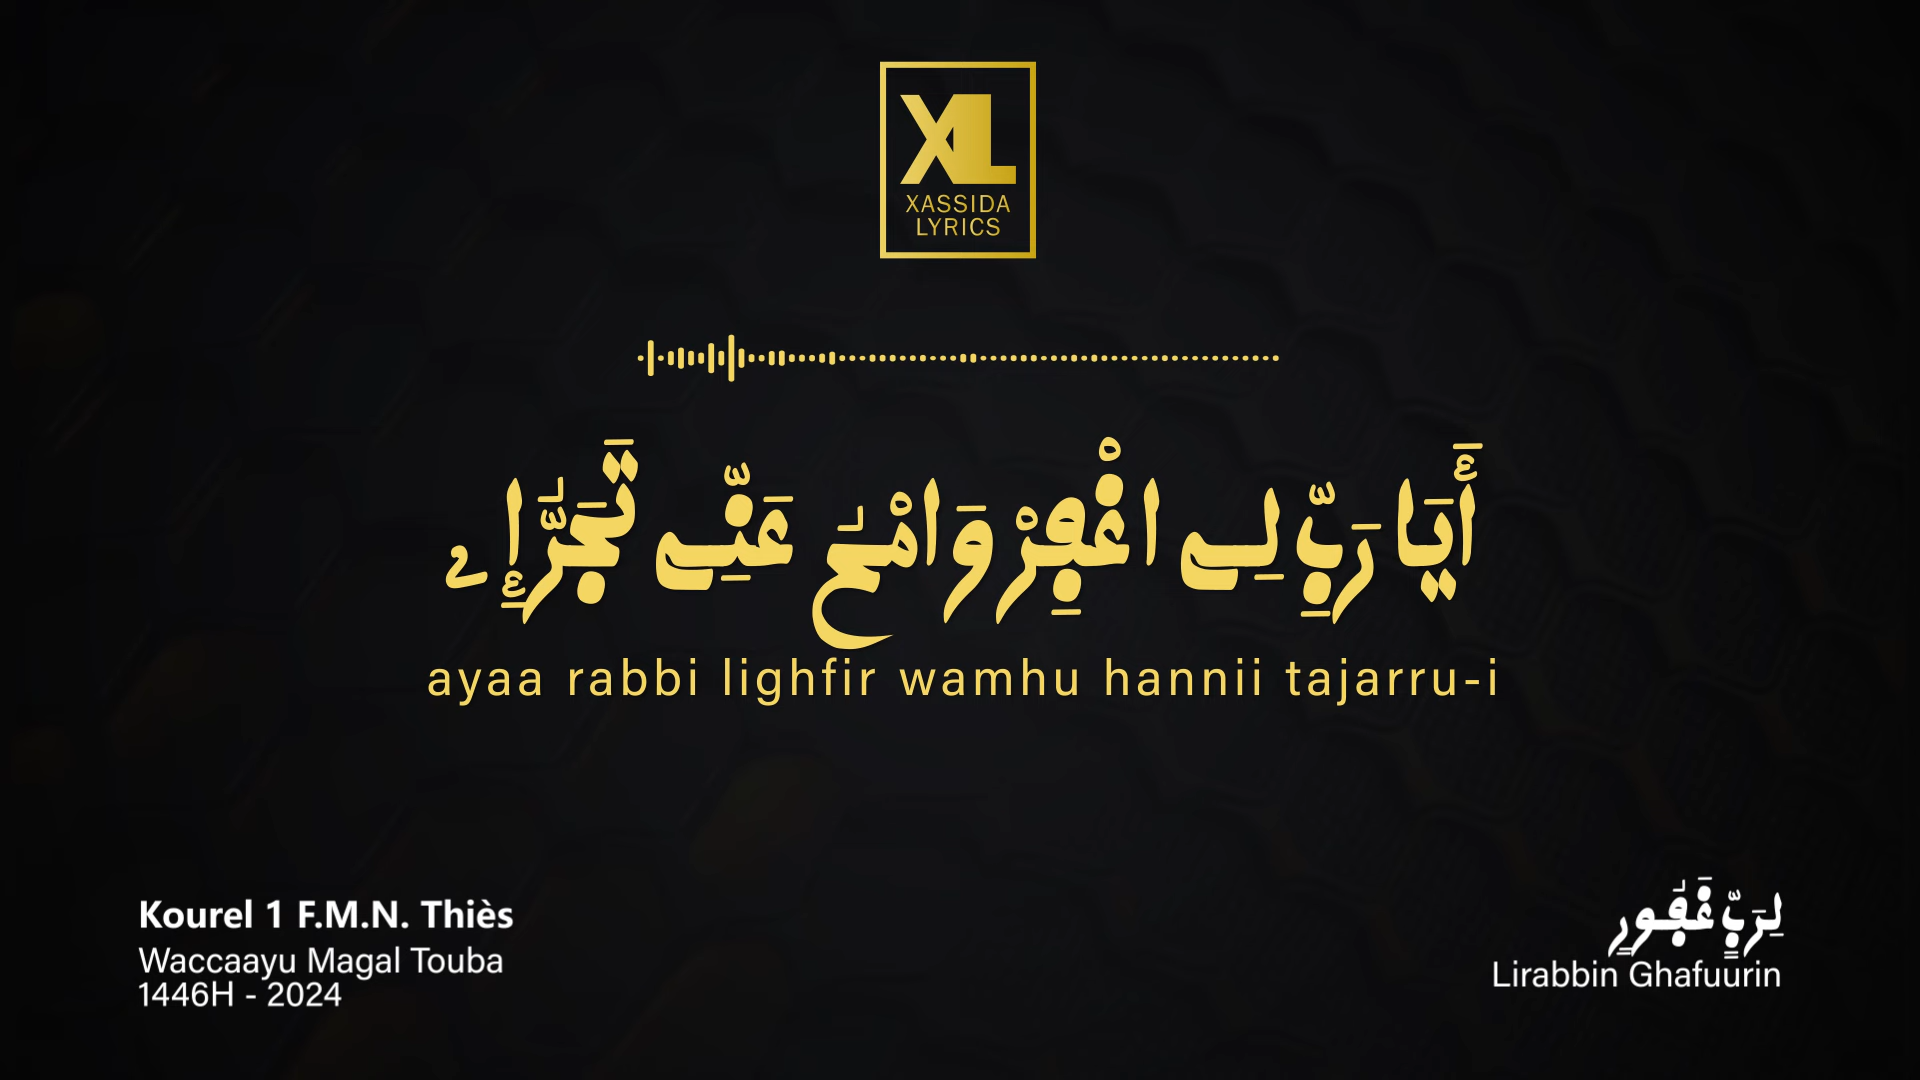 XL
XASSIDA
LYRICS
أَيَا رَبِّ لِے اغْفِرْ وَامْحُ عَنِّے تَجَرُّإِے
ayaa rabbi lighfir wamhu hannii tajarru-i
Kourel 1 F.M.N. Thiès
Waccaayu Magal Touba
1446H - 2024
لِرَبٍّ غَفُورٍ
Lirabbin Ghafuurin